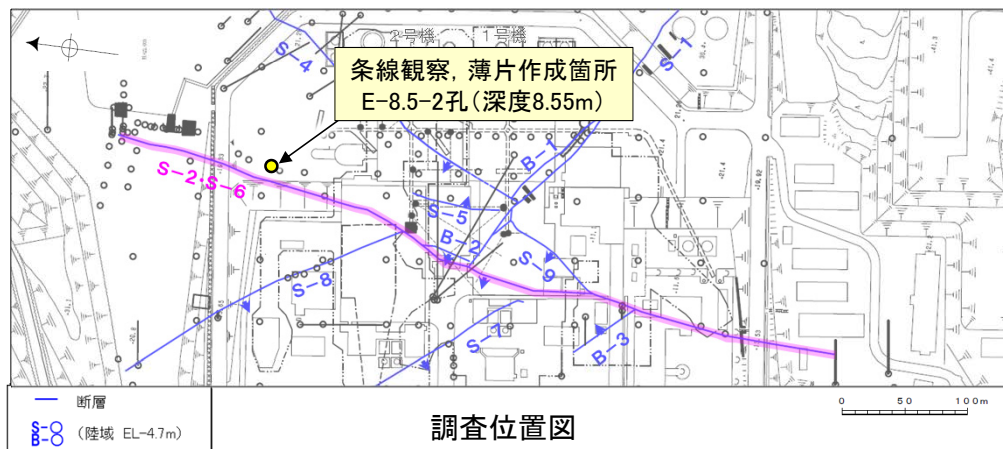 2号機
1号機
S-4
S-1
条線観察，薄片作成箇所
E-8.5-2孔（深度8.55m）
B-1
S-2・S-6
S-5
B-2
S-9
S-8
S-7
B-3
断層
S-○
B-○
（陸域 EL-4.7m）
調査位置図
0 50 100m